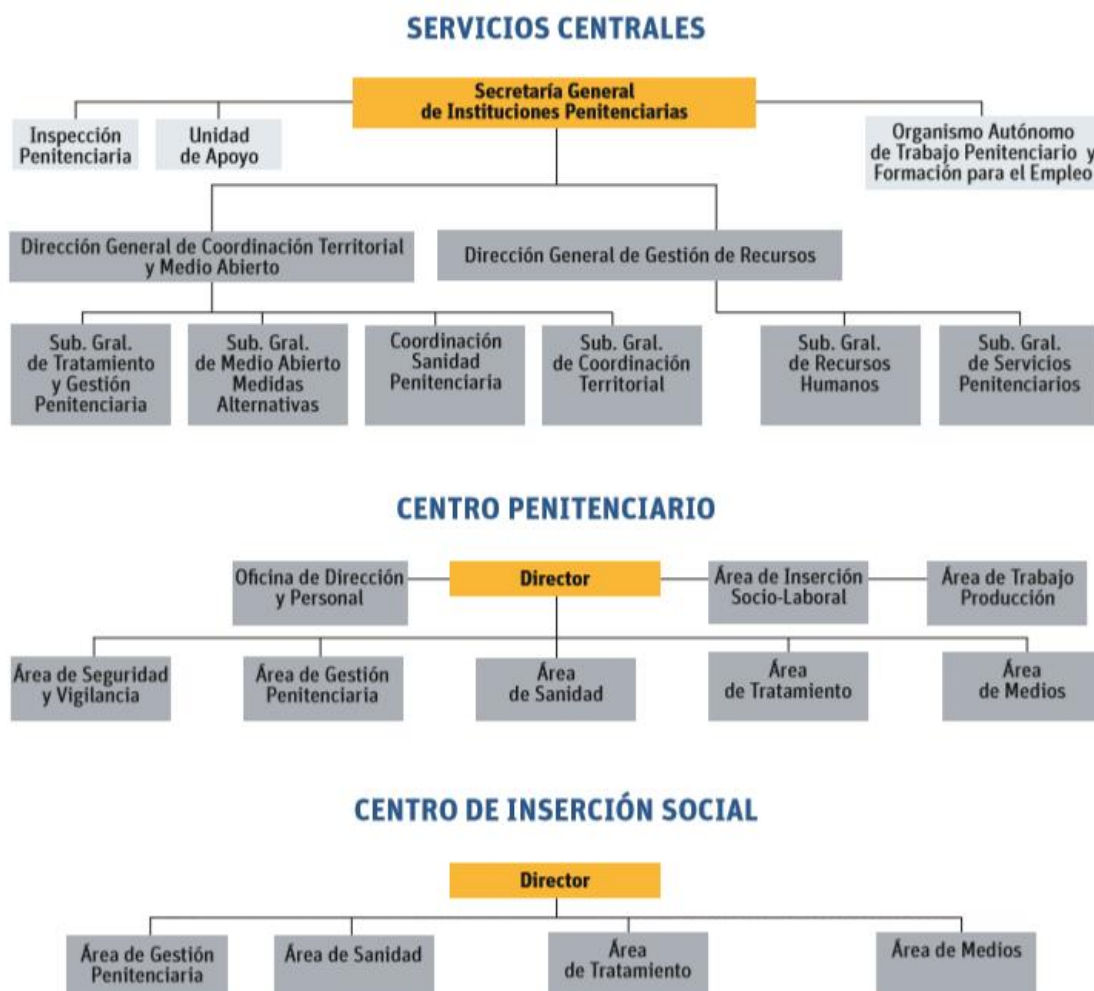 SERVICIOS CENTRALES
Secretaría General
de Instituciones Penitenciarias
Inspección
Penitenciaria
Unidad
de Apoyo
Organismo Autónomo
de Trabajo Penitenciario y
Formación para el Empleo
Dirección General de Coordinación Territorial
y Medio Abierto
Dirección General de Gestión de Recursos
Sub. Gral.
de Tratamiento
y Gestión
Penitenciaria
Sub. Gral.
de Medio Abierto
Medidas
Alternativas
Coordinación
Sanidad
Penitenciaria
Sub. Gral.
de Coordinación
Territorial
Sub. Gral.
de Recursos
Humanos
Sub. Gral.
de Servicios
Penitenciarios
CENTRO PENITENCIARIO
Oficina de Dirección
y Personal
Director
Área de Inserción
Socio-Laboral
Área de Trabajo
Producción
Área de Seguridad
y Vigilancia
Área de Gestión
Penitenciaria
Área
de Sanidad
Área
de Tratamiento
Área
de Medios
CENTRO DE INSERCIÓN SOCIAL
Director
Área de Gestión
Penitenciaria
Área de Sanidad
Área
de Tratamiento
Área de Medios